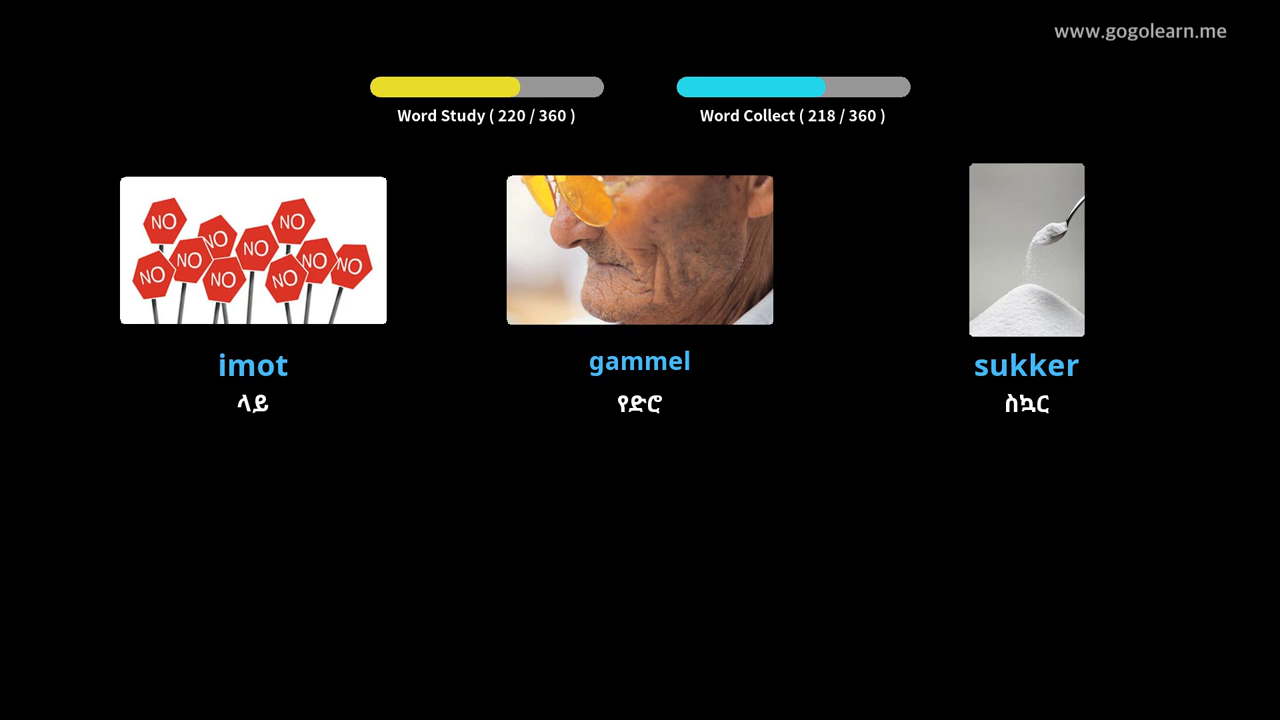 www.gogolearn.me
Word Study ( 220 / 360 )
Word Collect ( 218 / 360 )
NO NO NO NO NO NO NO NO NO NO
imot
ላይ
gammel
የድሮ
sukker
ስኳር